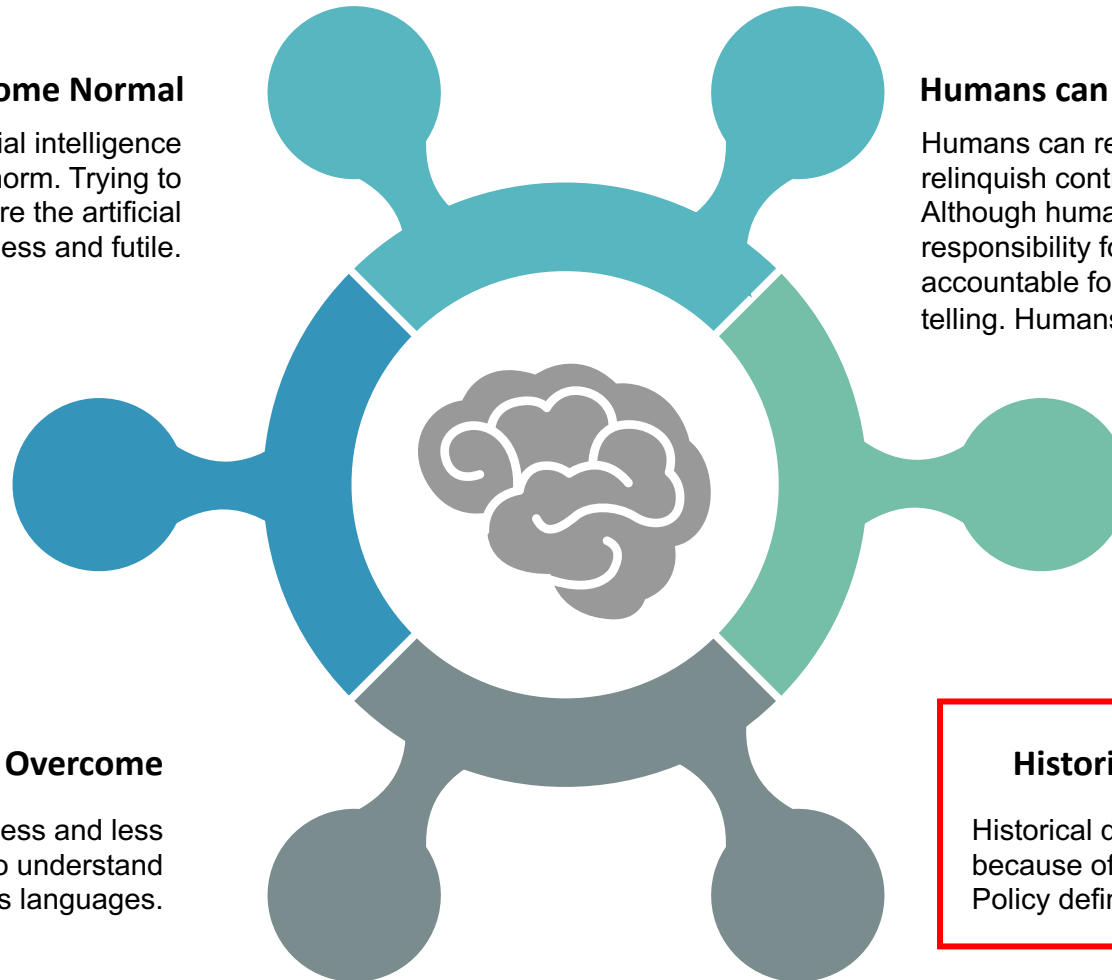 ome Normal
ial intelligence
norm. Trying to
re the artificial
ess and futile.
Humans can
Humans can re
relinquish cont
Although huma
responsibility fo
accountable fo
telling. Humans
Overcome
ess and less
o understand
s languages.
Histori
Historical d
because of
Policy defin